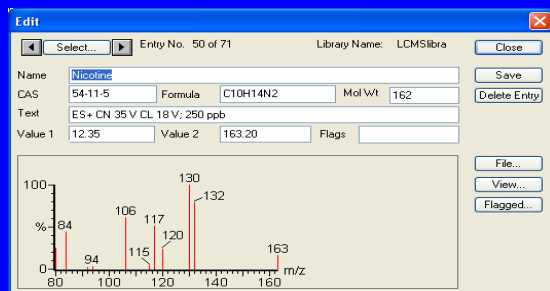 Edit
Select... Entry No. 50 of 71 Library Name: LCMSlibra Close
Name Nicotine Save
CAS 54-11-5 Formula C10H14N2 Mol Wt 162 Delete Entry
Text ES+ CN 35 V CL 18 V; 250 ppb
Value 1 12.35 Value 2 163.20 Flags
File...
View...
Flagged...
100
%
0
84
94
106
115
117
120
130
132
163
80 100 120 140 160 m/z